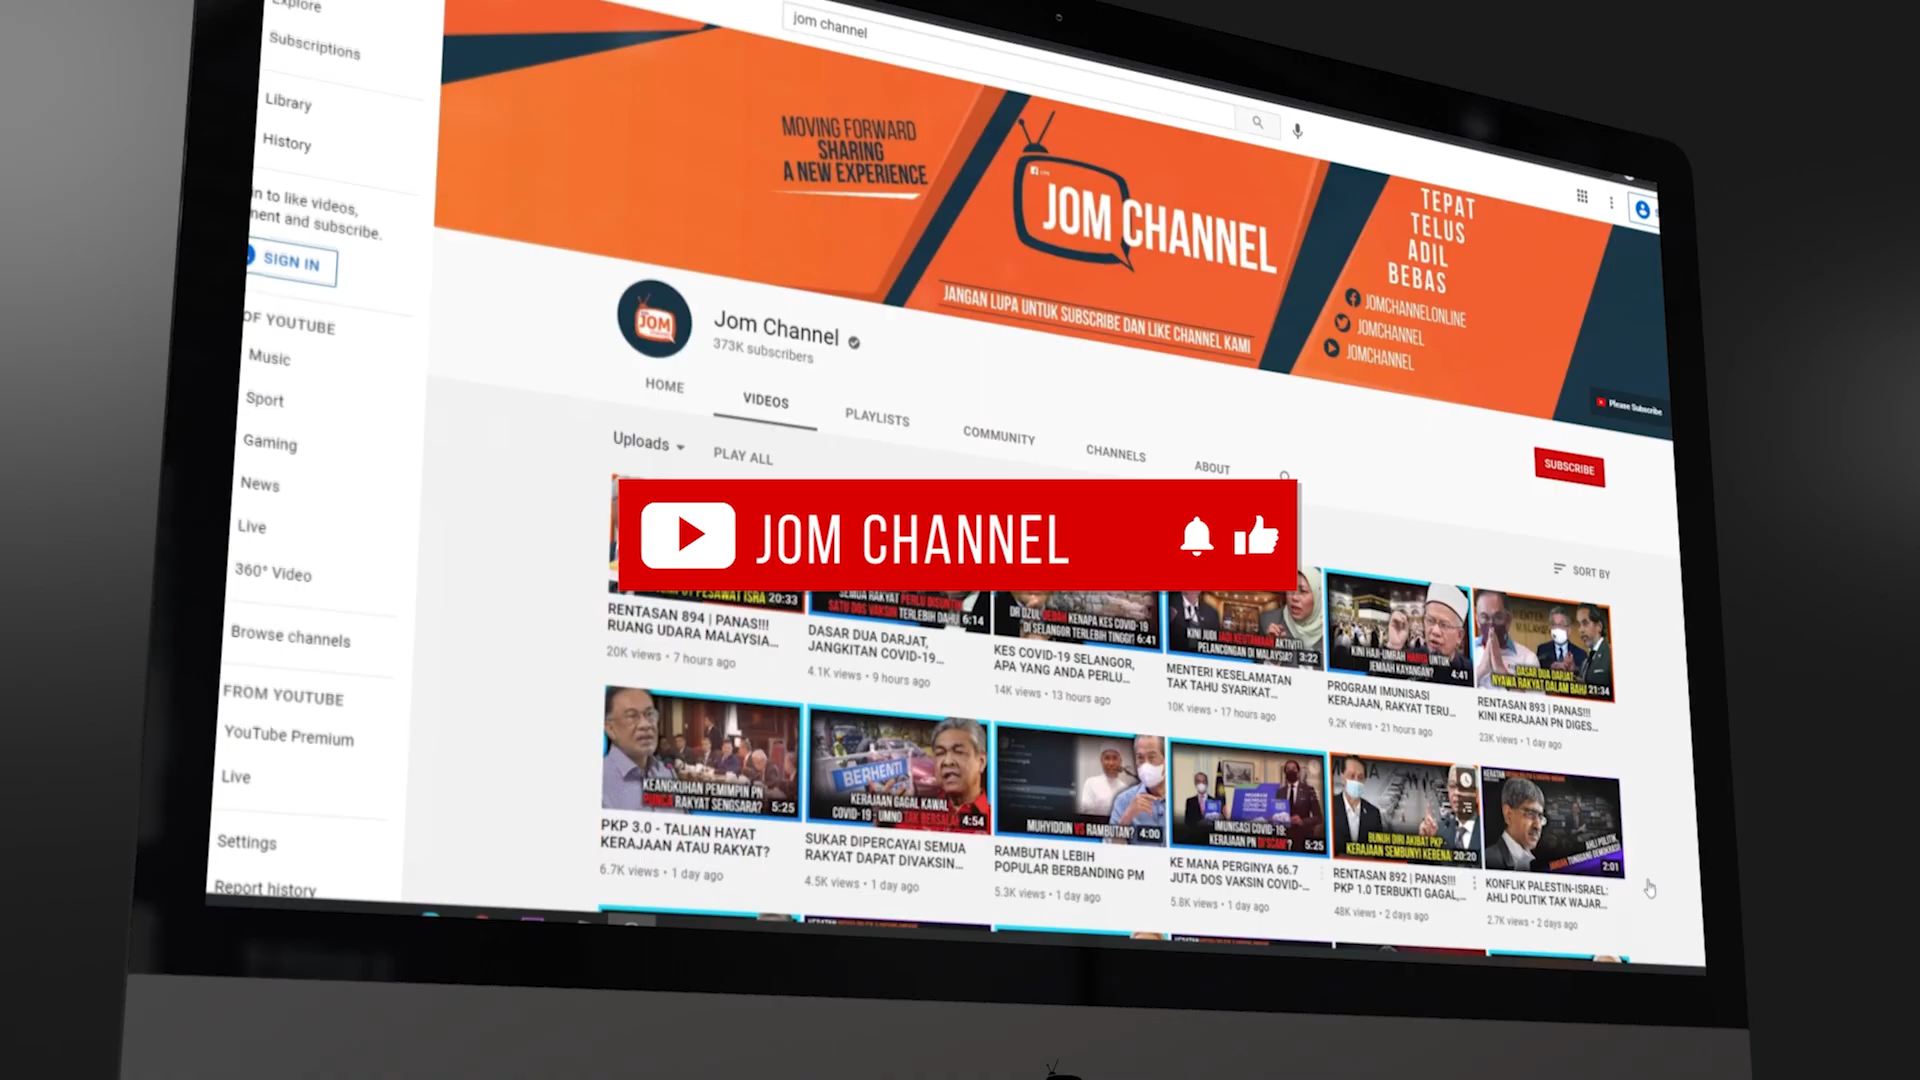 Explore
jom channel
Subscriptions
Library
History
in to like videos,
ment and subscribe.
SIGN IN
OF YOUTUBE
Music
Sport
Gaming
News
Live
360° Video
Browse channels
FROM YOUTUBE
YouTube Premium
Live
Settings
Report history
MOVING FORWARD
SHARING
A NEW EXPERIENCE
JOM CHANNEL
JANGAN LUPA UNTUK SUBSCRIBE DAN LIKE CHANNEL KAMI
TEPAT
TELUS
ADIL
BEBAS
JOMCHANNELONLINE
JOMCHANNEL
JOMCHANNEL
Please Subscribe
JOM
Jom Channel
373K subscribers
SUBSCRIBE
HOME VIDEOS PLAYLISTS COMMUNITY CHANNELS ABOUT
Uploads PLAY ALL
SORT BY
JOM CHANNEL
PESAWAT ISRA 20:33
RENTASAN 894 | PANAS!!!
RUANG UDARA MALAYSIA...
20K views • 7 hours ago
SEMUA RAKYAT PERLU DISUNTIK
SATU DOS VAKSIN TERLEBIH DAHU 6:14
DASAR DUA DARJAT,
JANGKITAN COVID-19...
4.1K views • 9 hours ago
DR DZUL DEDAH KENAPA KES COVID-19
DI SELANGOR TERLEBIH TINGGI? 6:41
KES COVID-19 SELANGOR,
APA YANG ANDA PERLU...
14K views • 13 hours ago
KINI JUDI JADI KEUTAMAAN AKTIVITI
PELANCONGAN DI MALAYSIA? 3:22
MENTERI KESELAMATAN
TAK TAHU SYARIKAT...
10K views • 17 hours ago
KINI HAJI-UMRAH HANYA UNTUK
JEMAAH KAYANGAN? 4:41
PROGRAM IMUNISASI
KERAJAAN, RAKYAT TERU...
9.2K views • 21 hours ago
DASAR DUA DARJAT:
NYAWA RAKYAT DALAM BAHA 21:34
RENTASAN 893 | PANAS!!!
KINI KERAJAAN PN DIGES...
23K views • 1 day ago
KEANGKUHAN PEMIMPIN PN
PUNCA RAKYAT SENGSARA? 5:25
PKP 3.0 - TALIAN HAYAT
KERAJAAN ATAU RAKYAT?
6.7K views • 1 day ago
BERHENTI
KERAJAAN GAGAL KAWAL
COVID-19 - UMNO TAK BERSALAH 4:54
SUKAR DIPERCAYAI SEMUA
RAKYAT DAPAT DIVAKSIN...
4.5K views • 1 day ago
MUHYIDDIN VS RAMBUTAN? 4:00
RAMBUTAN LEBIH
POPULAR BERBANDING PM
5.3K views • 1 day ago
IMUNISASI COVID-19:
KERAJAAN PN DI'SCAM'? 5:25
KE MANA PERGINYA 66.7
JUTA DOS VAKSIN COVID-...
5.8K views • 1 day ago
BUNUH DIRI AKIBAT PKP -
KERAJAAN SEMBUNYI KEBENA 20:20
RENTASAN 892 | PANAS!!!
PKP 1.0 TERBUKTI GAGAL,...
48K views • 2 days ago
KERATAN
AHLI POLITIK,
JANGAN TUNGGANG DEMOKRASI
2:01
KONFLIK PALESTIN-ISRAEL:
AHLI POLITIK TAK WAJAR...
2.7K views • 2 days ago